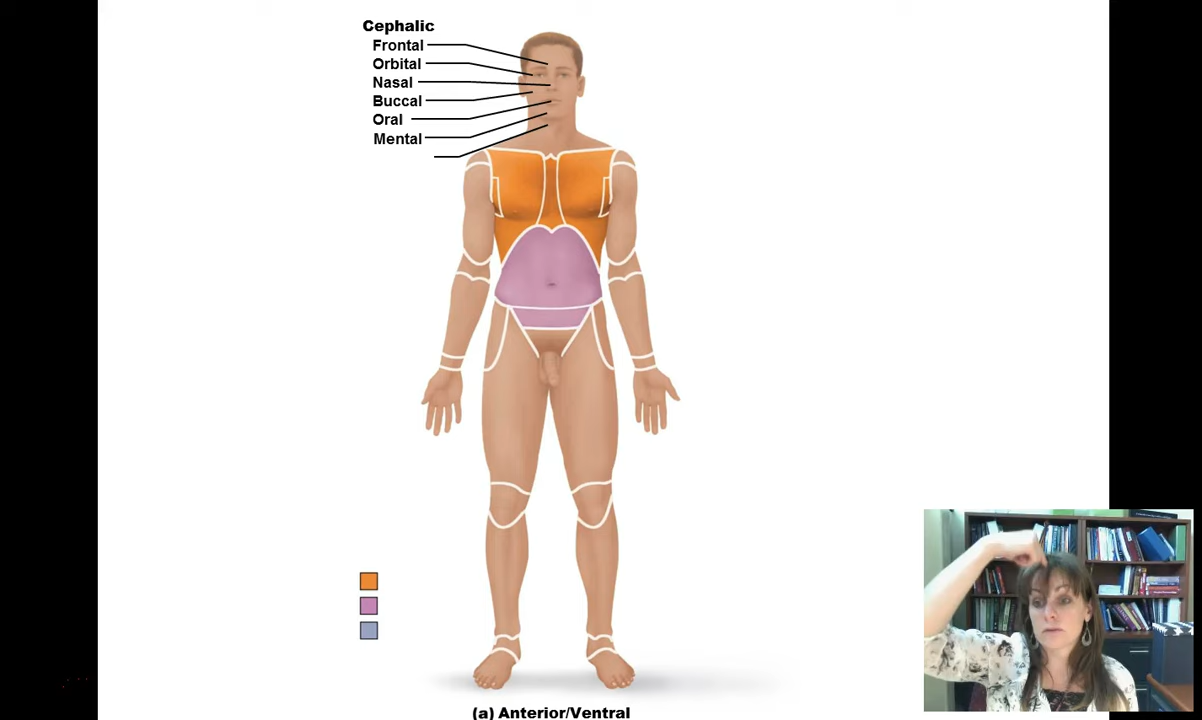 Cephalic
Frontal
Orbital
Nasal
Buccal
Oral
Mental
(a) Anterior/Ventral